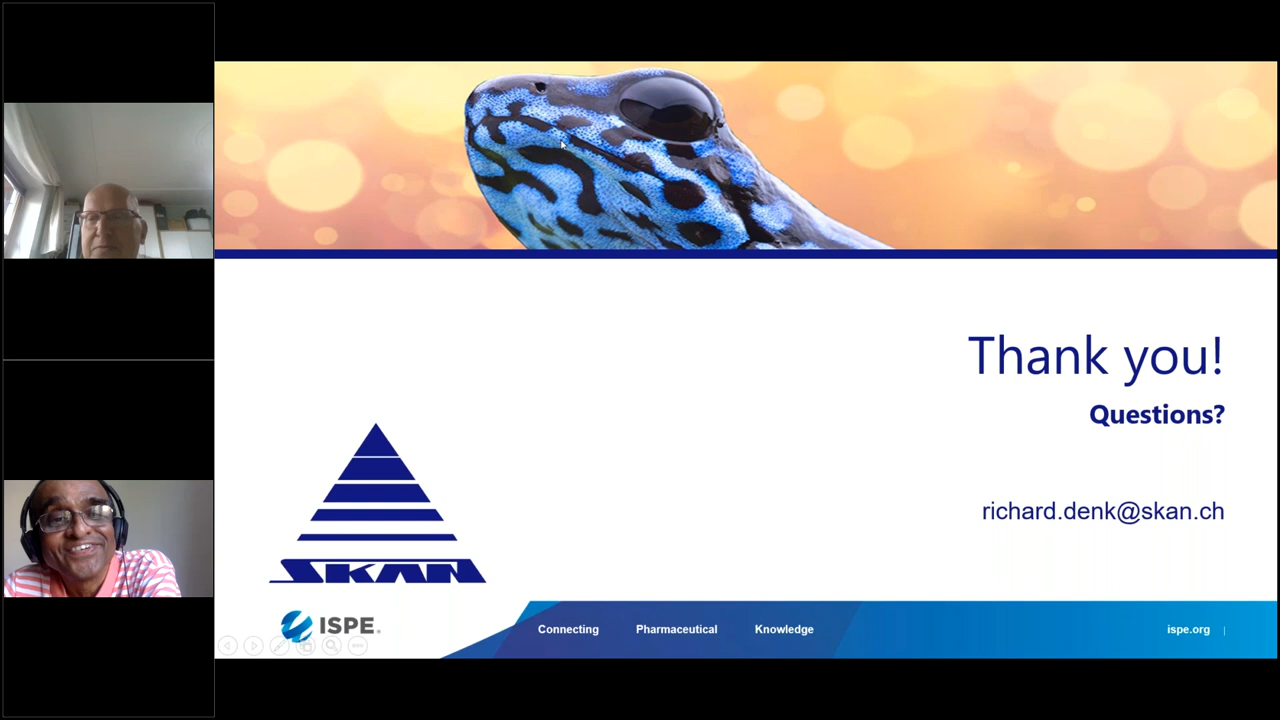 Thank you!
Questions?
richard.denk@skan.ch
SKAN
ISPE.
Connecting Pharmaceutical Knowledge
ispe.org |